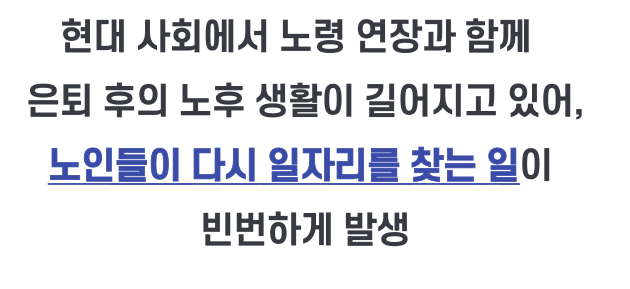 현대 사회에서 노령 연장과 함께
은퇴 후의 노후 생활이 길어지고 있어,
노인들이 다시 일자리를 찾는 일이
빈번하게 발생